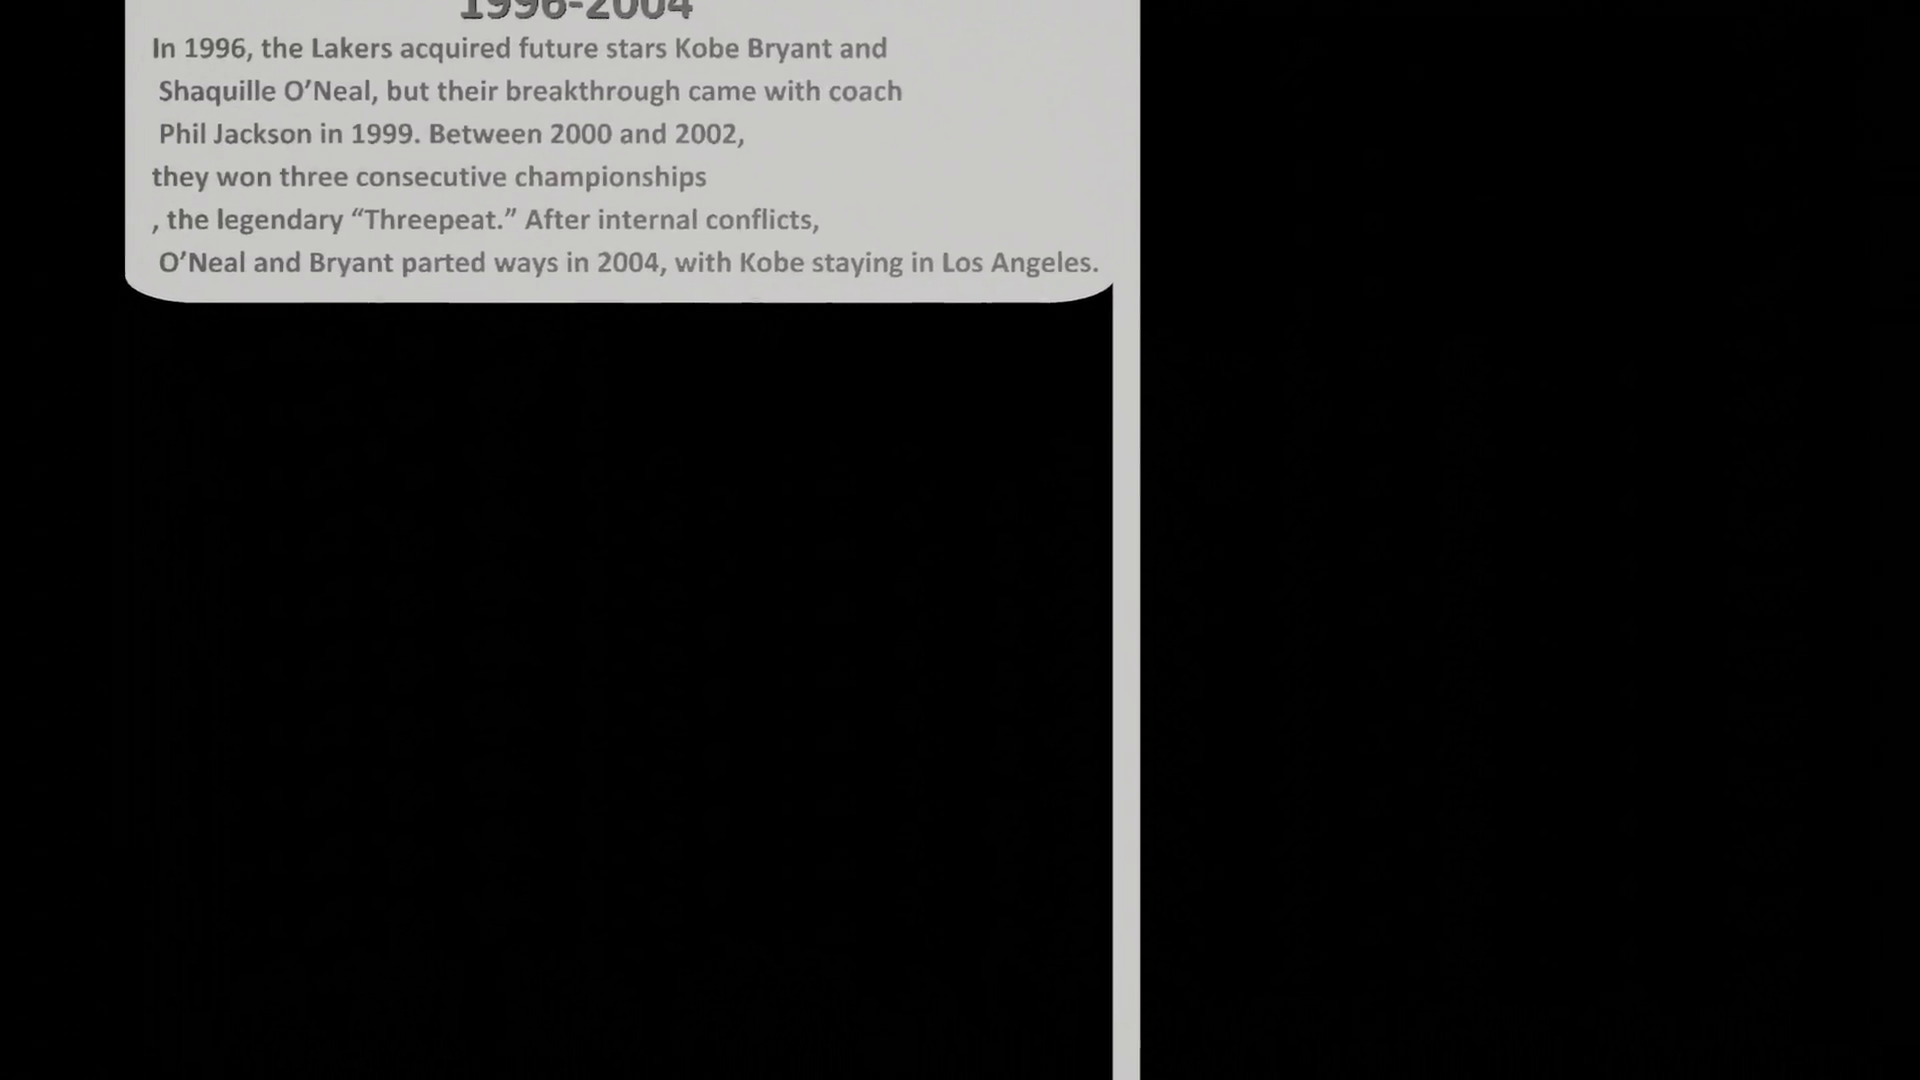 1996-2004
In 1996, the Lakers acquired future stars Kobe Bryant and
Shaquille O’Neal, but their breakthrough came with coach
Phil Jackson in 1999. Between 2000 and 2002,
they won three consecutive championships
, the legendary “Threepeat.” After internal conflicts,
O’Neal and Bryant parted ways in 2004, with Kobe staying in Los Angeles.